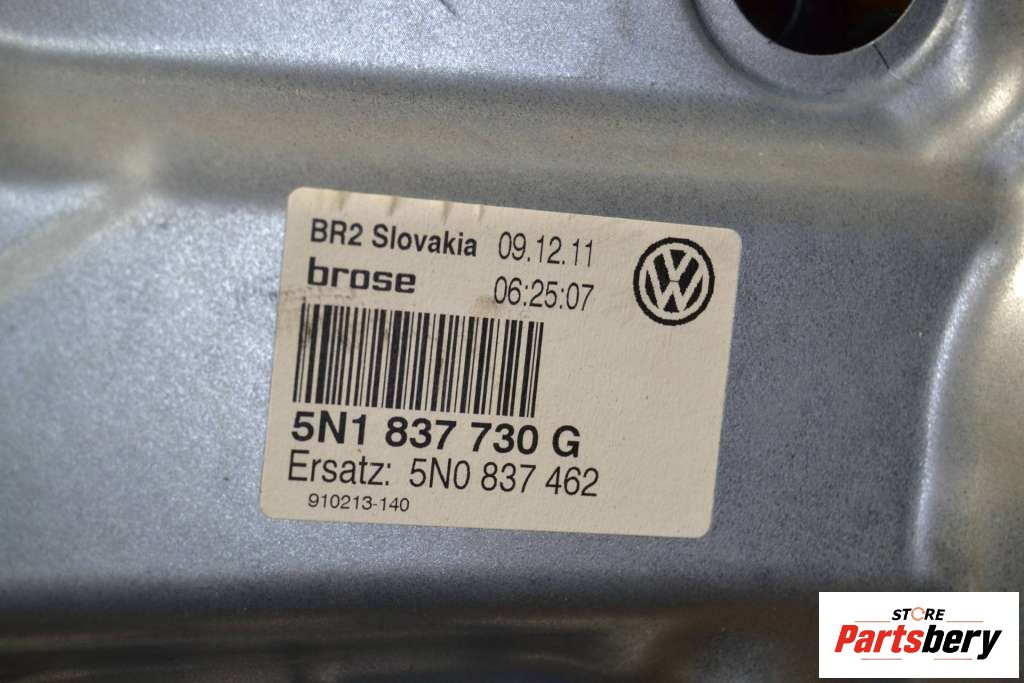 BR2 Slovakia 09.12.11
brose 06:25:07
5N1 837 730 G
Ersatz: 5N0 837 462
910213-140
STORE
Partsbery